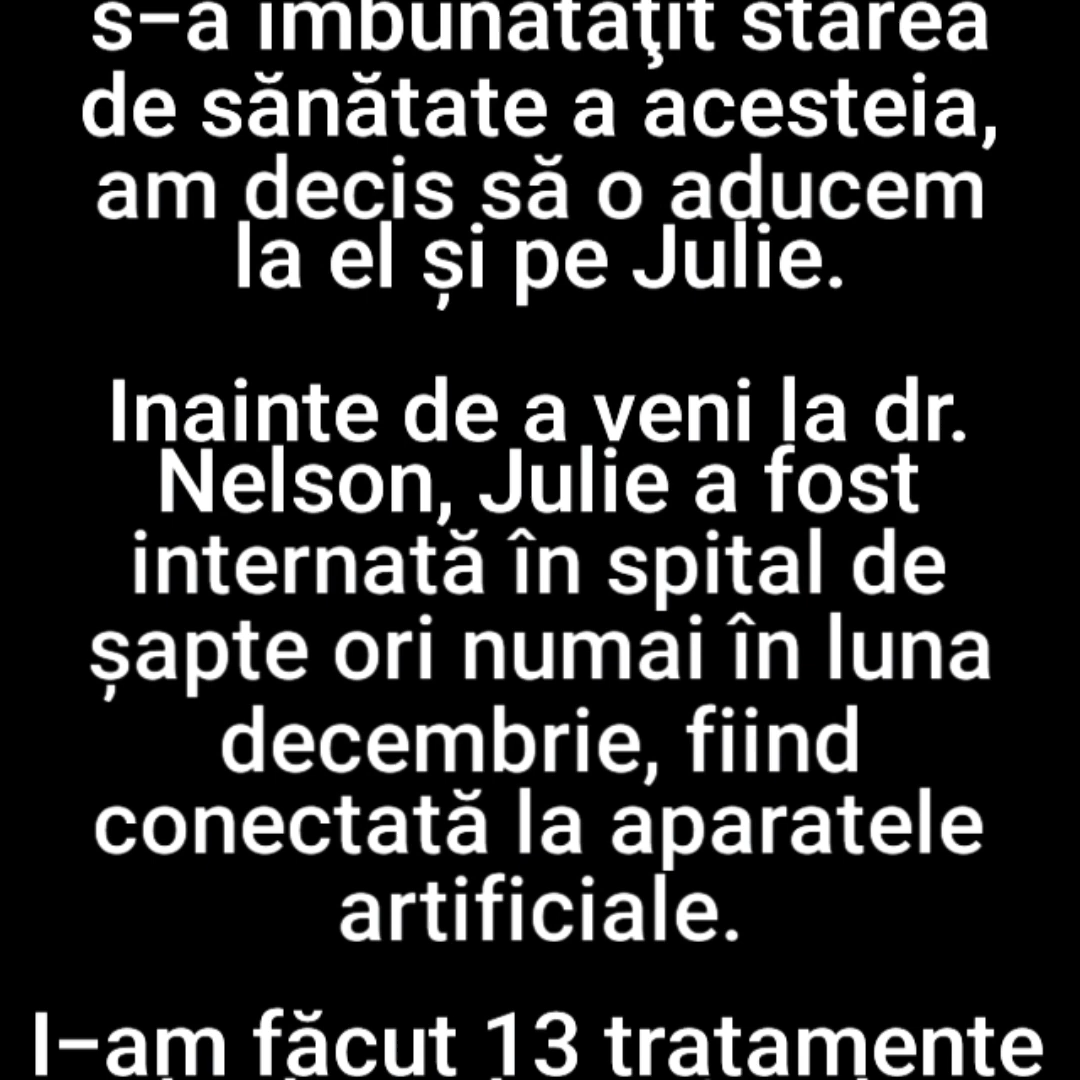 s-a îmbunătăţit starea
de sănătate a acesteia,
am decis să o aducem
la el și pe Julie.
Inainte de a veni la dr.
Nelson, Julie a fost
internată în spital de
șapte ori numai în luna
decembrie, fiind
conectată la aparatele
artificiale.
I-am făcut 13 tratamente